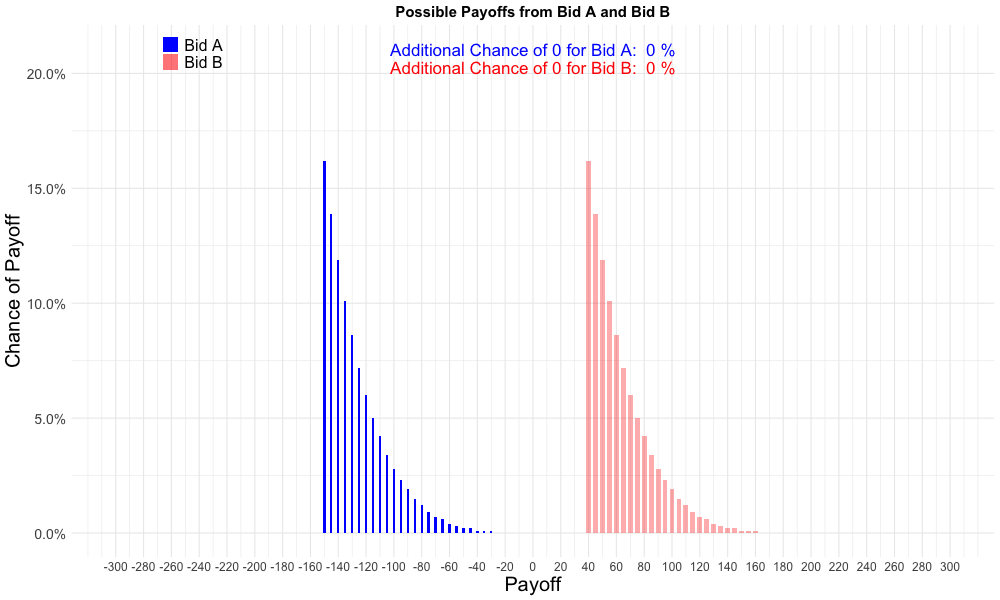 Possible Payoffs from Bid A and Bid B
Bid A
Bid B
Additional Chance of 0 for Bid A:  0 %
Additional Chance of 0 for Bid B:  0 %
Chance of Payoff
20.0%
15.0%
10.0%
5.0%
0.0%
-300 -280 -260 -240 -220 -200 -180 -160 -140 -120 -100 -80 -60 -40 -20 0 20 40 60 80 100 120 140 160 180 200 220 240 260 280 300
Payoff